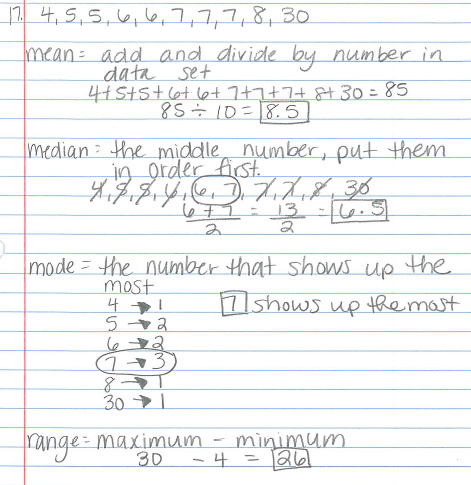 17. 4, 5, 5, 6, 6, 7, 7, 7, 8, 30
mean = add and divide by number in
data set
4+5+5+6+6+7+7+7+8+30 = 85
85 ÷ 10 = 8.5
median = the middle number, put them
in order first.
4, 5, 5, 6, 6, 7, 7, 7, 8, 30
6+7/2 = 13/2 = 6.5
mode = the number that shows up the
most
4 → 1 7 shows up the most
5 → 2
6 → 2
7 → 3
8 → 1
30 → 1
range = maximum - minimum
30 - 4 = 26